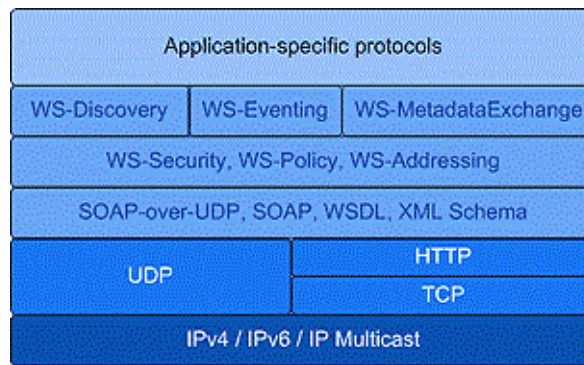 Application-specific protocols
WS-Discovery WS-Eventing WS-MetadataExchange
WS-Security, WS-Policy, WS-Addressing
SOAP-over-UDP, SOAP, WSDL, XML Schema
UDP
HTTP
TCP
IPv4 / IPv6 / IP Multicast